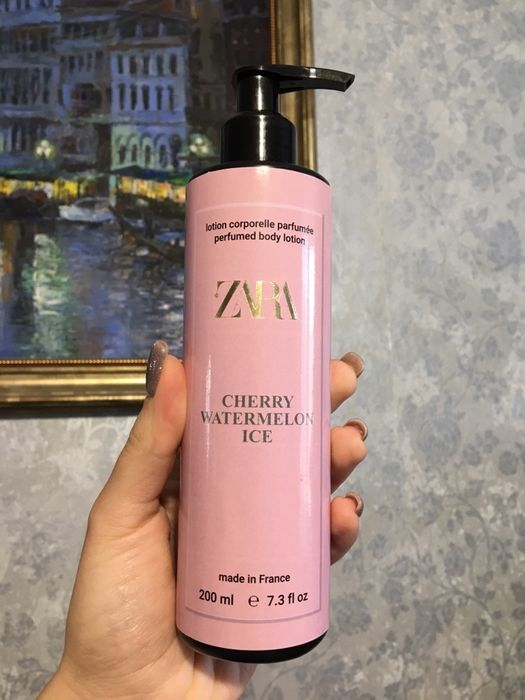 lotion corporelle parfumée
perfumed body lotion
ZARA
CHERRY
WATERMELON
ICE
made in France
200 ml e 7.3 fl oz